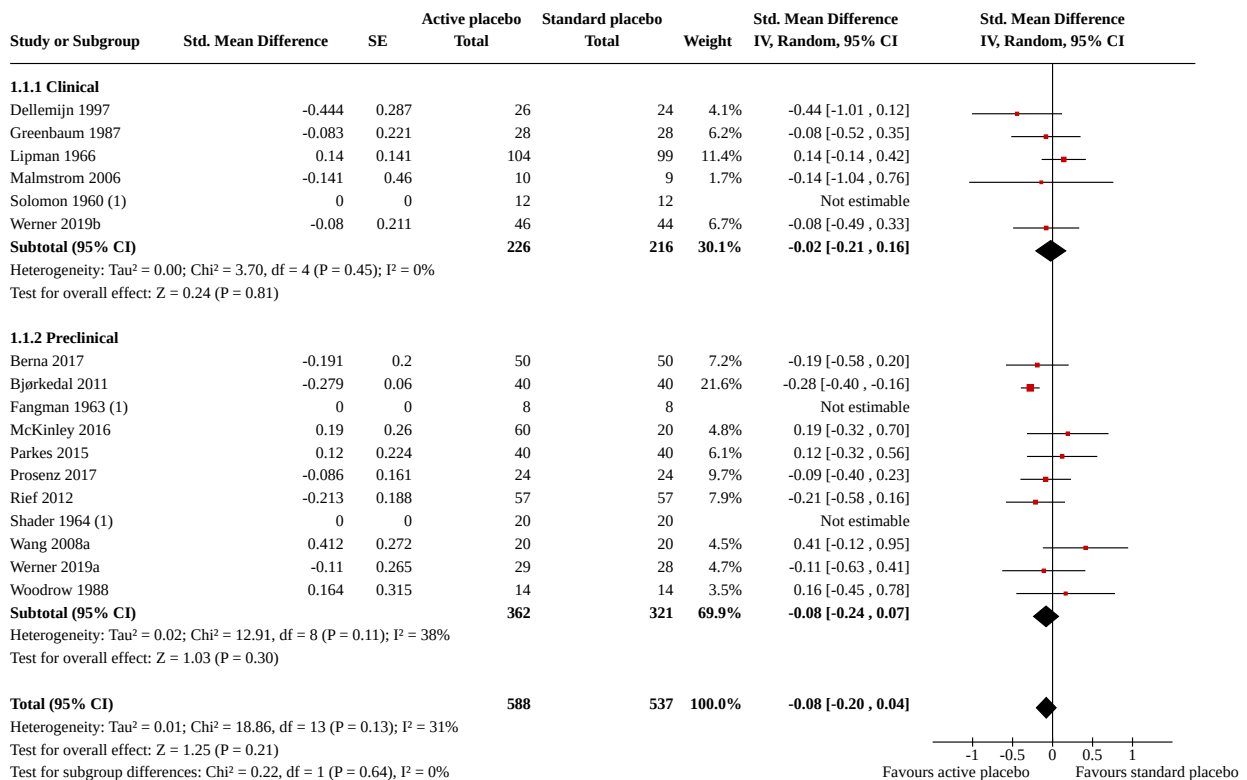 Active placebo Standard placebo Std. Mean Difference Std. Mean Difference
Study or Subgroup Std. Mean Difference SE Total Total Weight IV, Random, 95% CI IV, Random, 95% CI
1.1.1 Clinical
Dellemijn 1997 -0.444 0.287 26 24 4.1% -0.44 [-1.01 , 0.12]
Greenbaum 1987 -0.083 0.221 28 28 6.2% -0.08 [-0.52 , 0.35]
Lipman 1966 0.14 0.141 104 99 11.4% 0.14 [-0.14 , 0.42]
Malmstrom 2006 -0.141 0.46 10 9 1.7% -0.14 [-1.04 , 0.76]
Solomon 1960 (1) 0 0 12 12 Not estimable
Werner 2019b -0.08 0.211 46 44 6.7% -0.08 [-0.49 , 0.33]
Subtotal (95% CI) 226 216 30.1% -0.02 [-0.21 , 0.16]
Heterogeneity: Tau² = 0.00; Chi² = 3.70, df = 4 (P = 0.45); I² = 0%
Test for overall effect: Z = 0.24 (P = 0.81)
1.1.2 Preclinical
Berna 2017 -0.191 0.2 50 50 7.2% -0.19 [-0.58 , 0.20]
Bjørkedal 2011 -0.279 0.06 40 40 21.6% -0.28 [-0.40 , -0.16]
Fangman 1963 (1) 0 0 8 8 Not estimable
McKinley 2016 0.19 0.26 60 20 4.8% 0.19 [-0.32 , 0.70]
Parkes 2015 0.12 0.224 40 40 6.1% 0.12 [-0.32 , 0.56]
Prosenz 2017 -0.086 0.161 24 24 9.7% -0.09 [-0.40 , 0.23]
Rief 2012 -0.213 0.188 57 57 7.9% -0.21 [-0.58 , 0.16]
Shader 1964 (1) 0 0 20 20 Not estimable
Wang 2008a 0.412 0.272 20 20 4.5% 0.41 [-0.12 , 0.95]
Werner 2019a -0.11 0.265 29 28 4.7% -0.11 [-0.63 , 0.41]
Woodrow 1988 0.164 0.315 14 14 3.5% 0.16 [-0.45 , 0.78]
Subtotal (95% CI) 362 321 69.9% -0.08 [-0.24 , 0.07]
Heterogeneity: Tau² = 0.02; Chi² = 12.91, df = 8 (P = 0.11); I² = 38%
Test for overall effect: Z = 1.03 (P = 0.30)
Total (95% CI) 588 537 100.0% -0.08 [-0.20 , 0.04]
Heterogeneity: Tau² = 0.01; Chi² = 18.86, df = 13 (P = 0.13); I² = 31%
Test for overall effect: Z = 1.25 (P = 0.21)
-1 -0.5 0 0.5 1
Test for subgroup differences: Chi² = 0.22, df = 1 (P = 0.64), I² = 0%
Favours active placebo Favours standard placebo